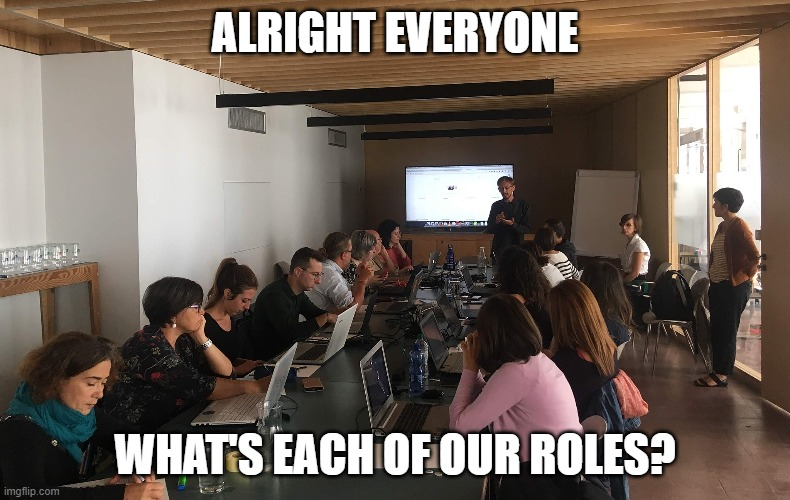 ALRIGHT EVERYONE
WHAT'S EACH OF OUR ROLES?
imgflip.com